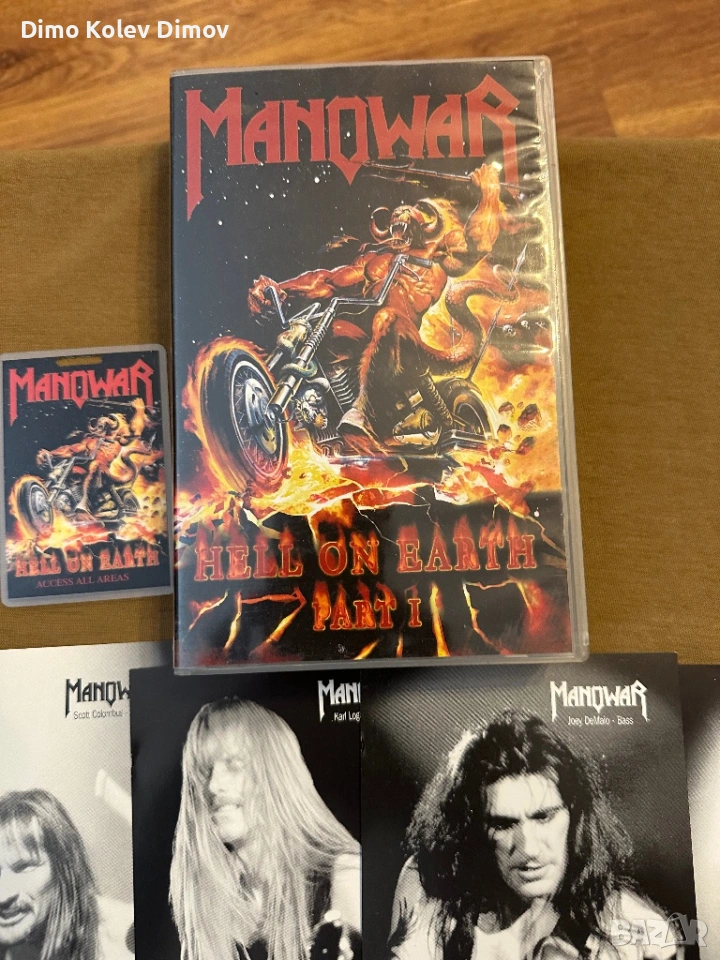 Dimo Kolev Dimov
MANOWAR
HELL ON EARTH
PART I
MANOWAR
HELL ON EARTH
ACCESS ALL AREAS
MANOWAR
Scott Columbus -
MANOWAR
Joey DeMaio - Bass
MAN
Karl Log
BAZAR